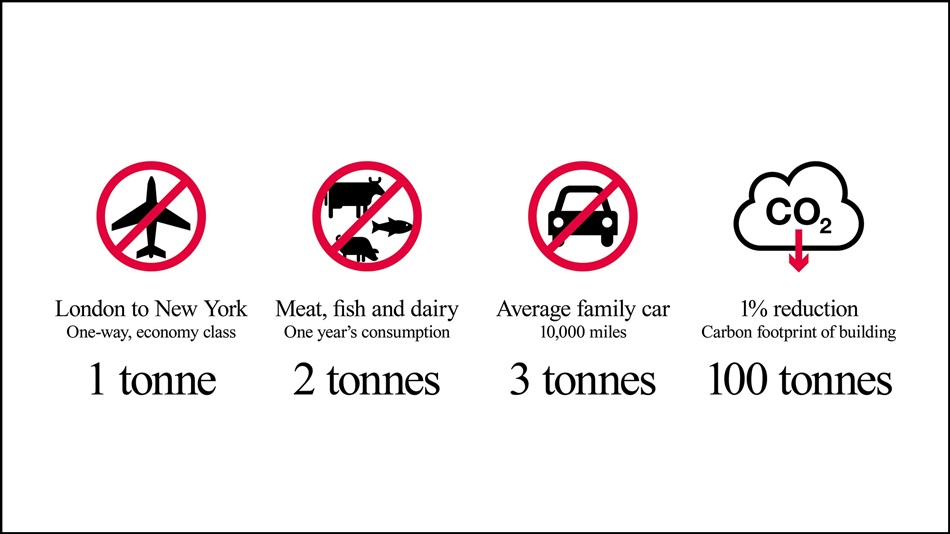 CO₂
London to New York
One-way, economy class
1 tonne
Meat, fish and dairy
One year's consumption
2 tonnes
Average family car
10,000 miles
3 tonnes
1% reduction
Carbon footprint of building
100 tonnes